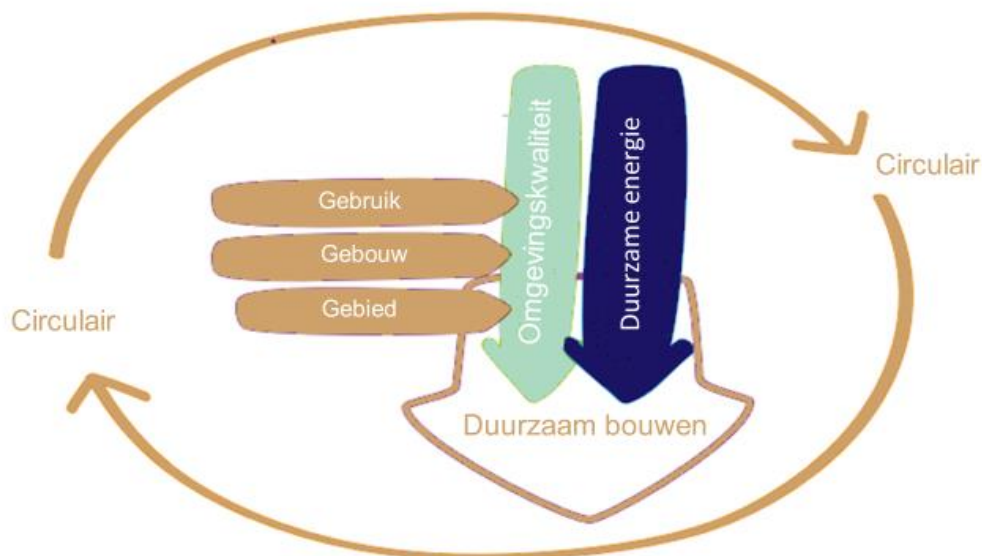 Omgevingskwaliteit
Duurzame energie
Circulair
Gebruik
Gebouw
Gebied
Circulair
Duurzaam bouwen